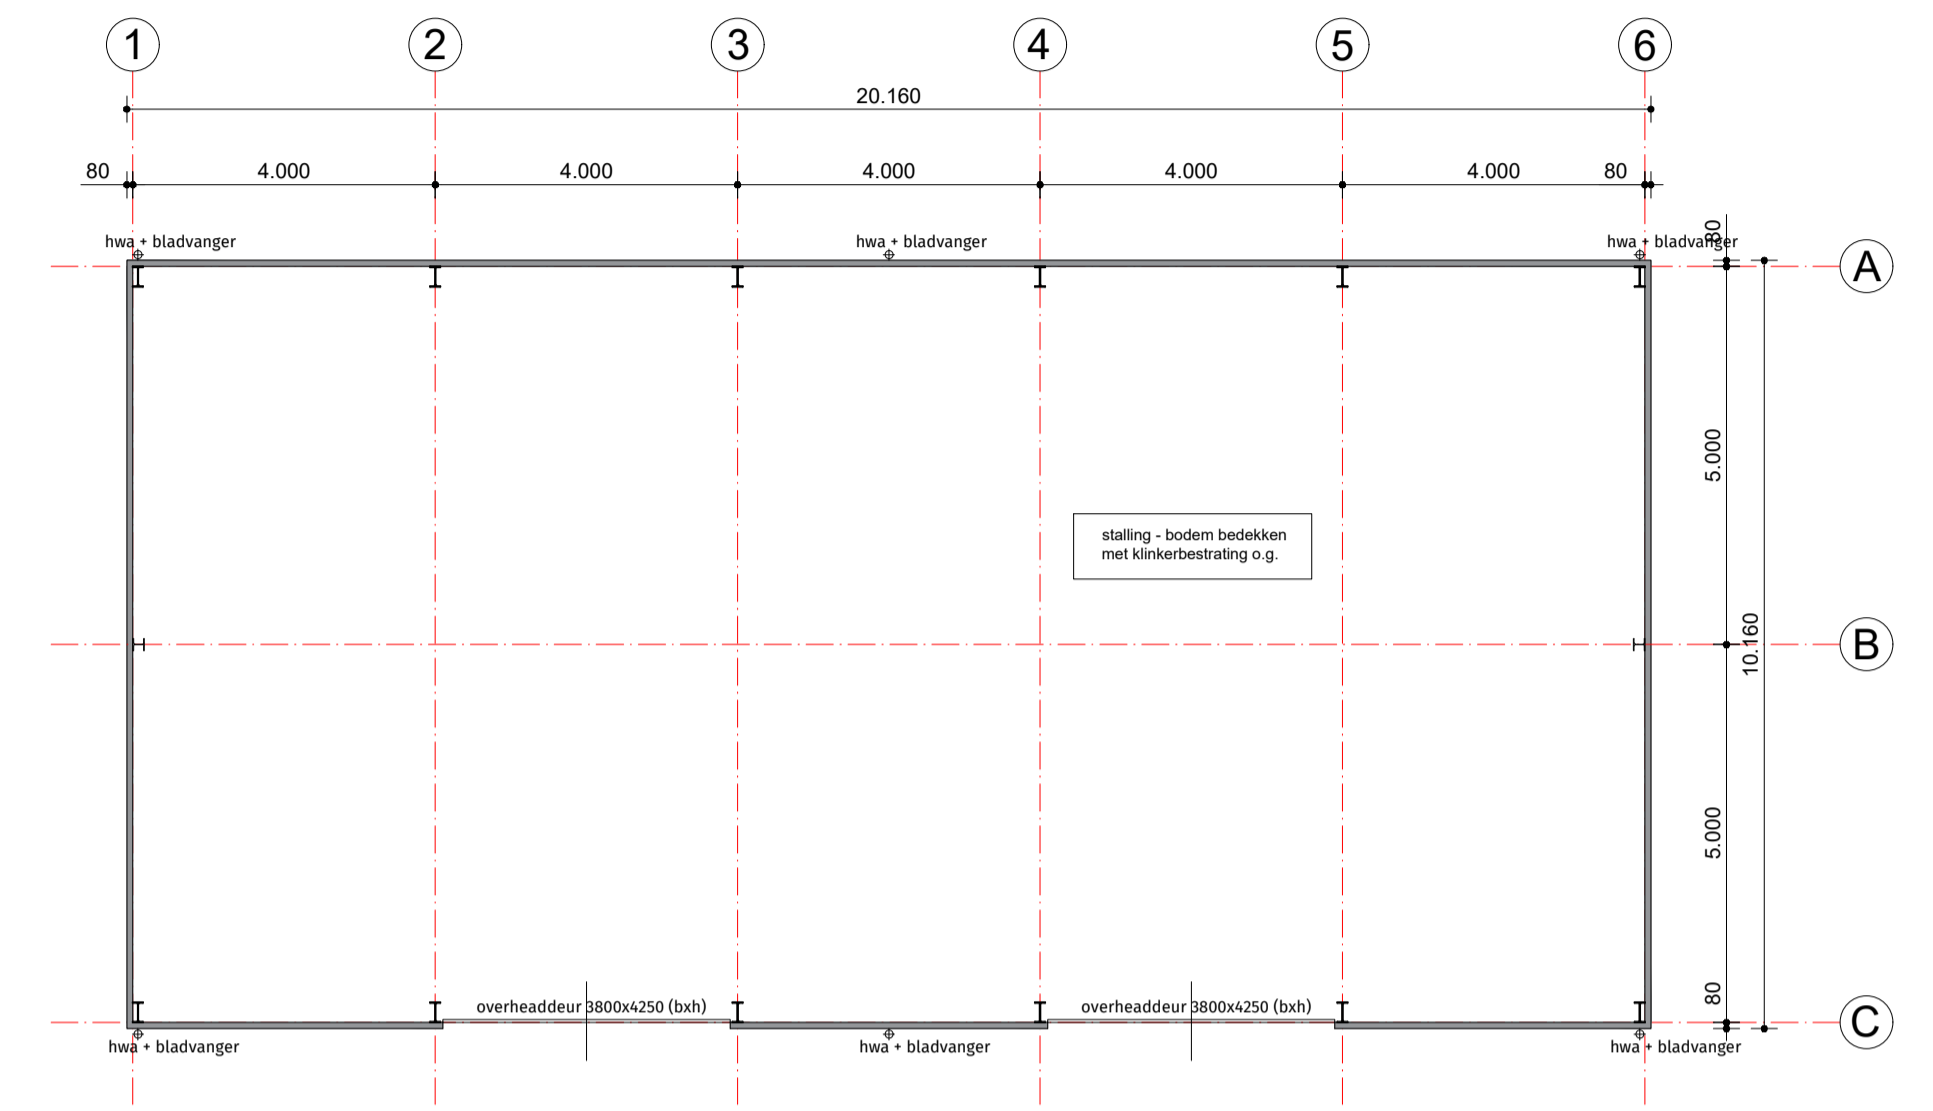 1 2 3 4 5 6
20.160
80 4.000 4.000 4.000 4.000 4.000 80
80
hwa + bladvanger hwa + bladvanger hwa + bladvanger
A
5.000
stalling - bodem bedekken
met klinkerbestrating o.g.
B
10.160
5.000
80
overheaddeur 3800x4250 (bxh) overheaddeur 3800x4250 (bxh)
C
hwa + bladvanger hwa + bladvanger hwa + bladvanger